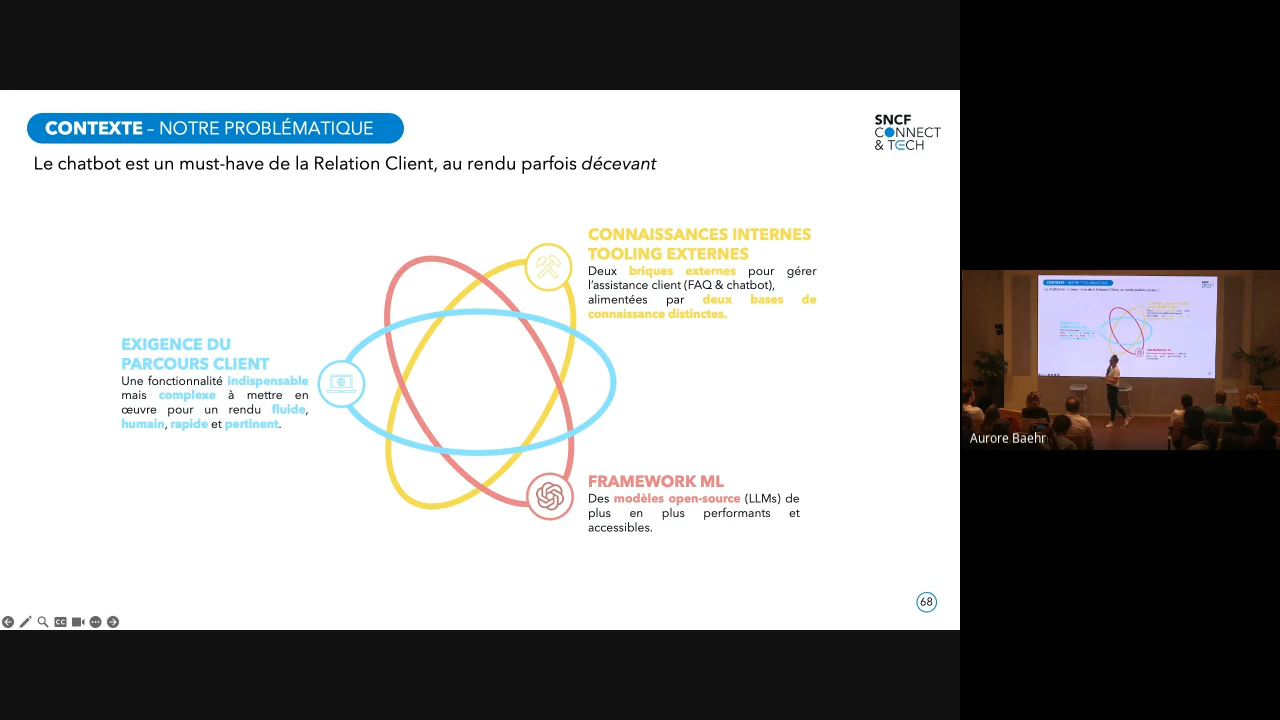 CONTEXTE – NOTRE PROBLÉMATIQUE
SNCF
CONNECT
& TECH
Le chatbot est un must-have de la Relation Client, au rendu parfois décevant
CONNAISSANCES INTERNES
TOOLING EXTERNES
Deux briques externes pour gérer
l'assistance client (FAQ & chatbot),
alimentées par deux bases de
connaissance distinctes.
EXIGENCE DU
PARCOURS CLIENT
Une fonctionnalité indispensable
mais complexe à mettre en
œuvre pour un rendu fluide,
humain, rapide et pertinent.
FRAMEWORK ML
Des modèles open-source (LLMs) de
plus en plus performants et
accessibles.
68
CC
Aurore Baehr